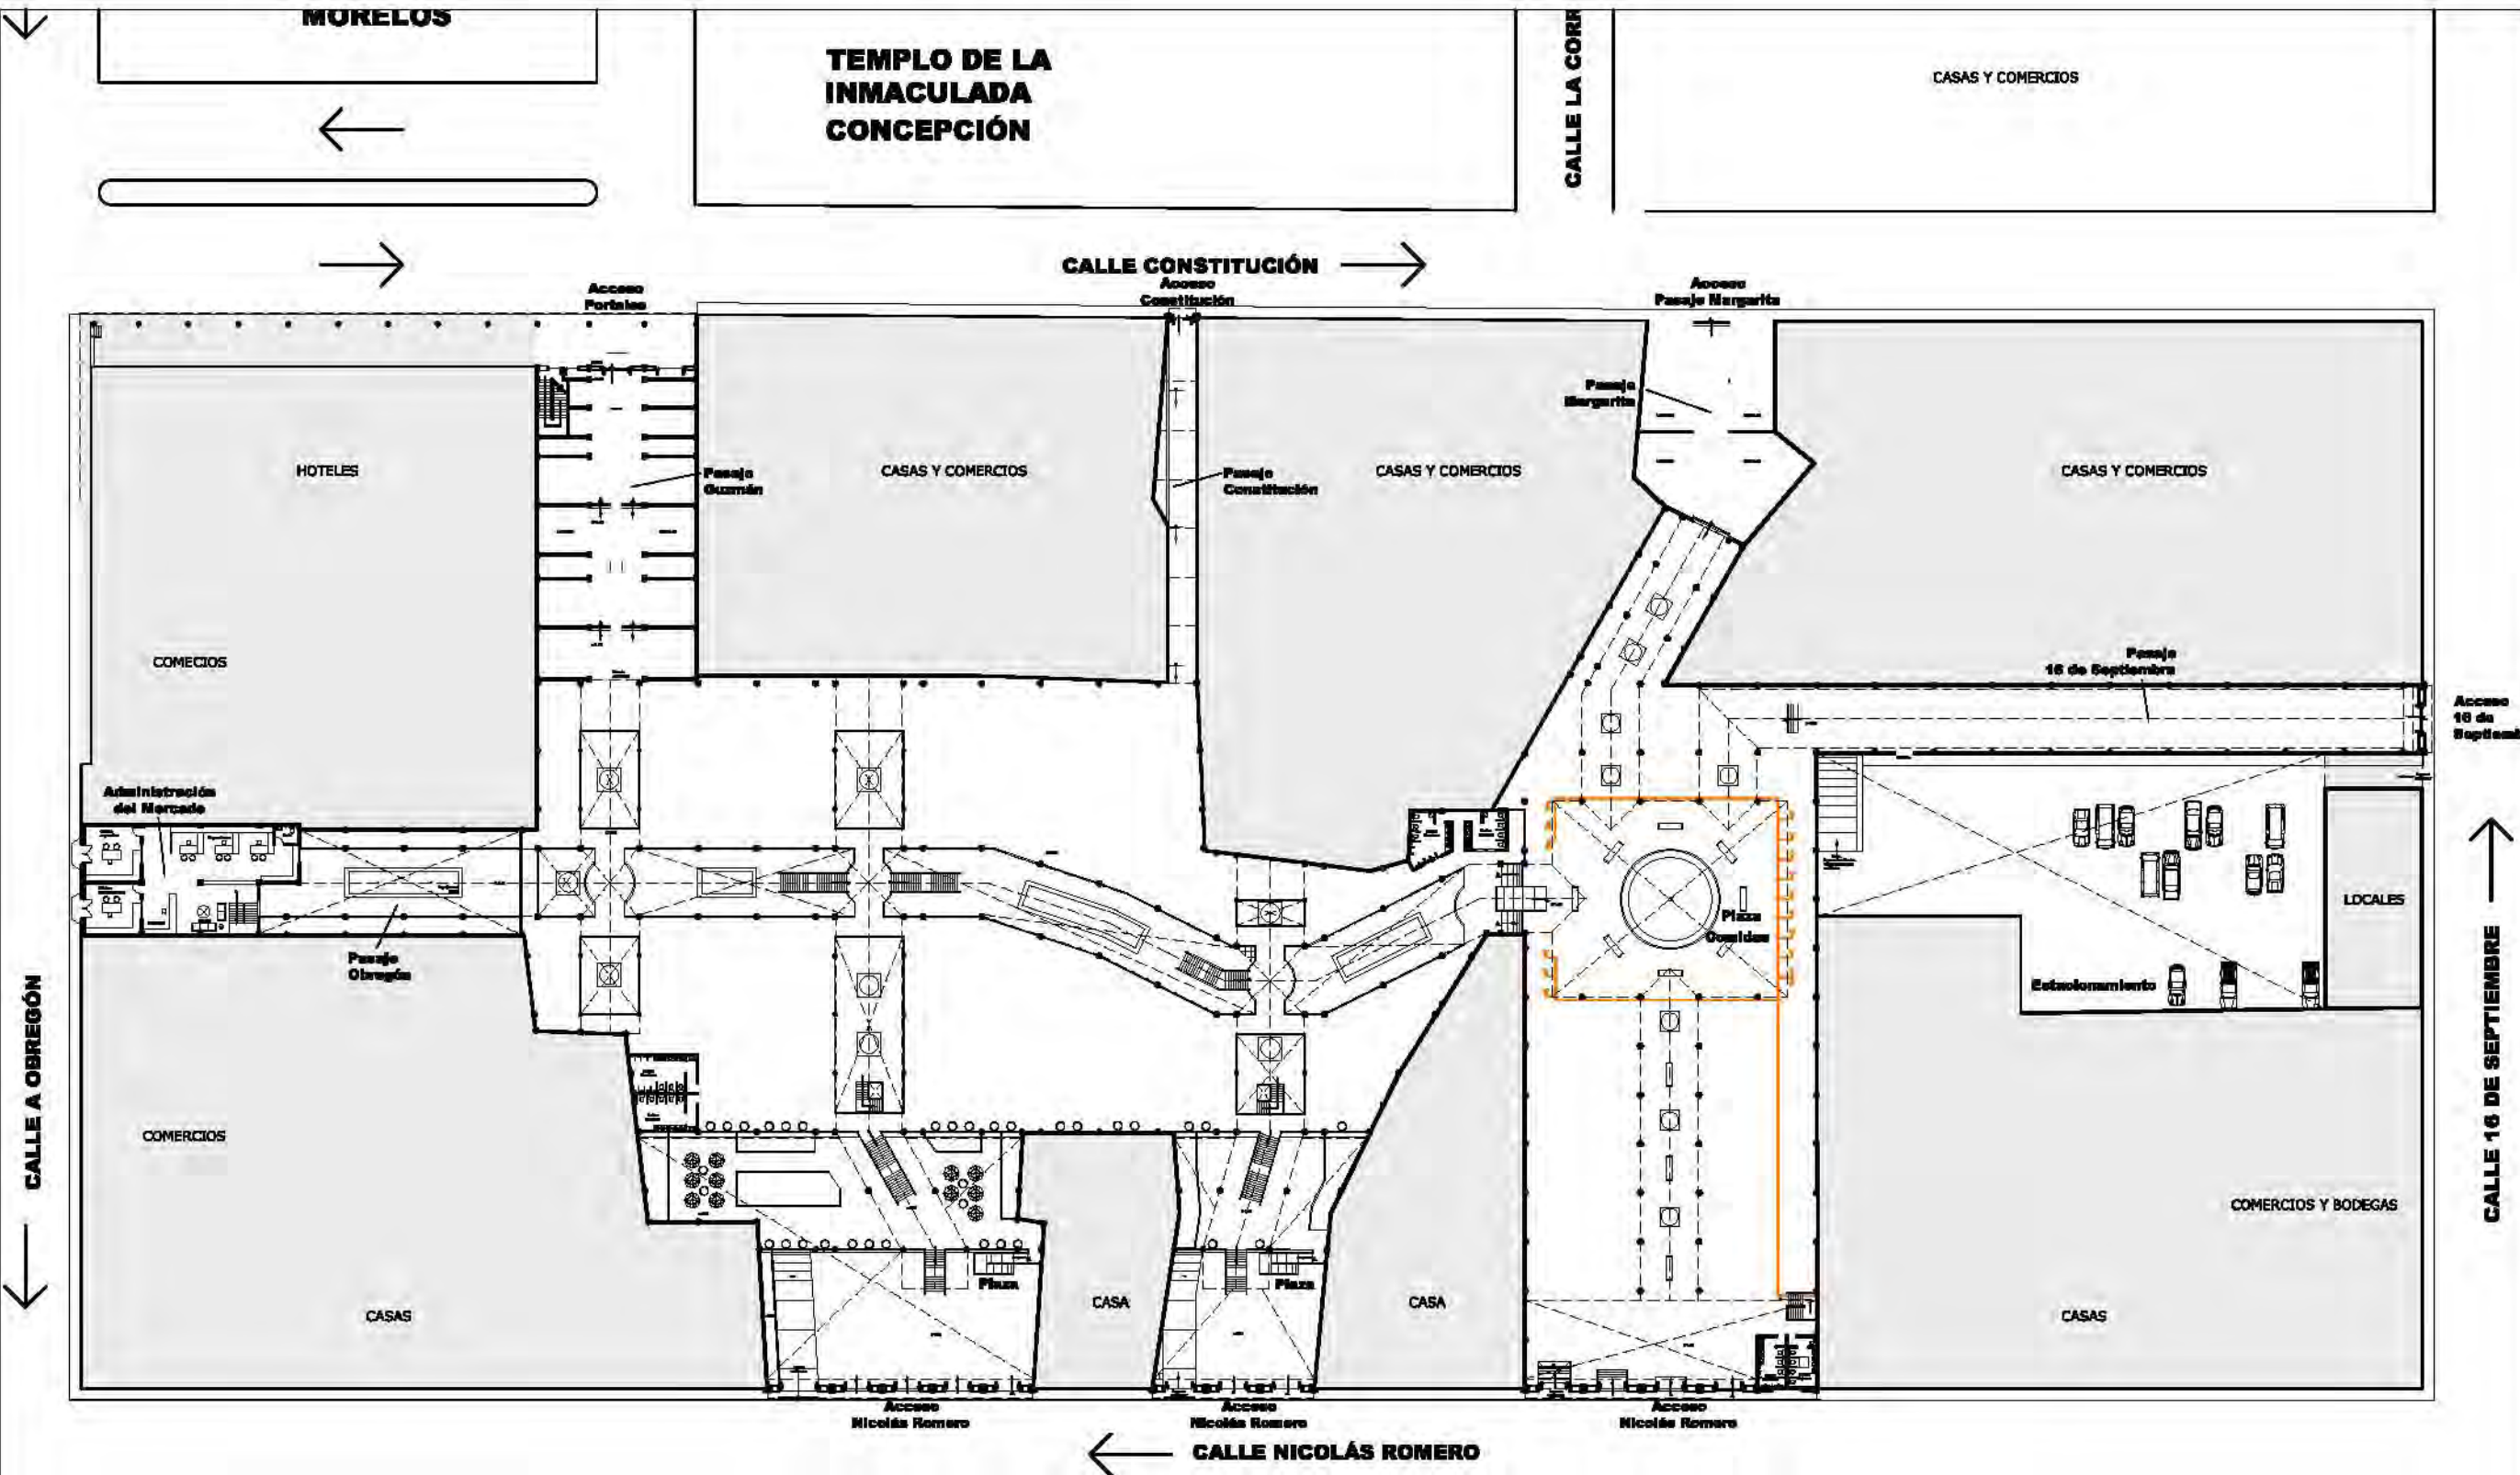 MORELOS
TEMPLO DE LA
INMACULADA
CONCEPCIÓN
CALLE LA CORR
CASAS Y COMERCIOS
CALLE CONSTITUCIÓN
Acceso
Portales
Acceso
Constitución
Acceso
Pasaje Margarita
Pasaje
Margarita
HOTELES
Pasaje
Guzmán
CASAS Y COMERCIOS
Pasaje
Constitución
CASAS Y COMERCIOS
CASAS Y COMERCIOS
COMECIOS
Pasaje
16 de Septiembre
Acceso
16 de
Septiemb
Administración
del Mercado
Pasaje
Obregón
Plaza
Comidas
LOCALES
Estacionamiento
CALLE A OBREGÓN
CALLE 16 DE SEPTIEMBRE
COMERCIOS
COMERCIOS Y BODEGAS
Plaza
Plaza
CASAS
CASA
CASA
CASAS
Acceso
Nicolás Romero
Acceso
Nicolás Romero
Acceso
Nicolás Romero
CALLE NICOLÁS ROMERO